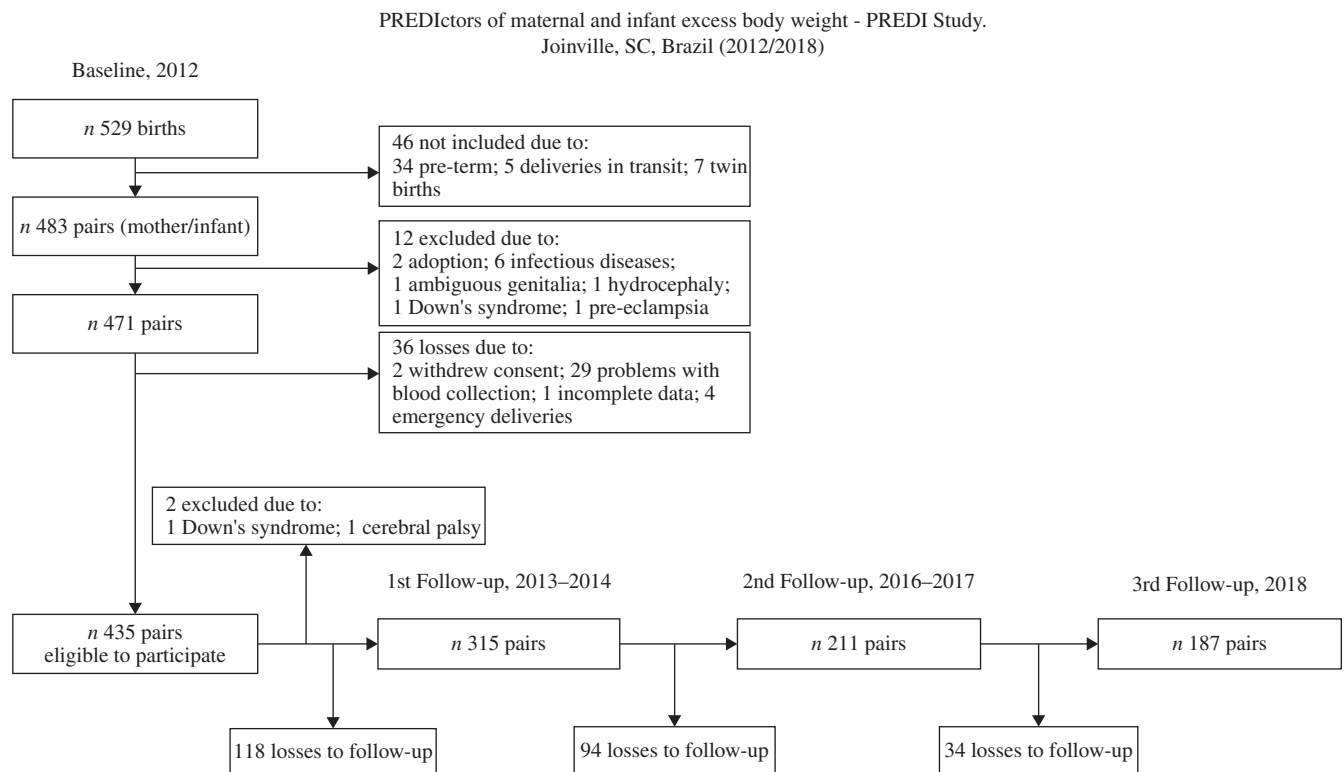 PREDIctors of maternal and infant excess body weight - PREDI Study.
Joinville, SC, Brazil (2012/2018)
Baseline, 2012
n 529 births
46 not included due to:
34 pre-term; 5 deliveries in transit; 7 twin
births
n 483 pairs (mother/infant)
12 excluded due to:
2 adoption; 6 infectious diseases;
1 ambiguous genitalia; 1 hydrocephaly;
1 Down's syndrome; 1 pre-eclampsia
n 471 pairs
36 losses due to:
2 withdrew consent; 29 problems with
blood collection; 1 incomplete data; 4
emergency deliveries
2 excluded due to:
1 Down's syndrome; 1 cerebral palsy
1st Follow-up, 2013–2014
2nd Follow-up, 2016–2017
3rd Follow-up, 2018
n 435 pairs
eligible to participate
n 315 pairs
n 211 pairs
n 187 pairs
118 losses to follow-up
94 losses to follow-up
34 losses to follow-up